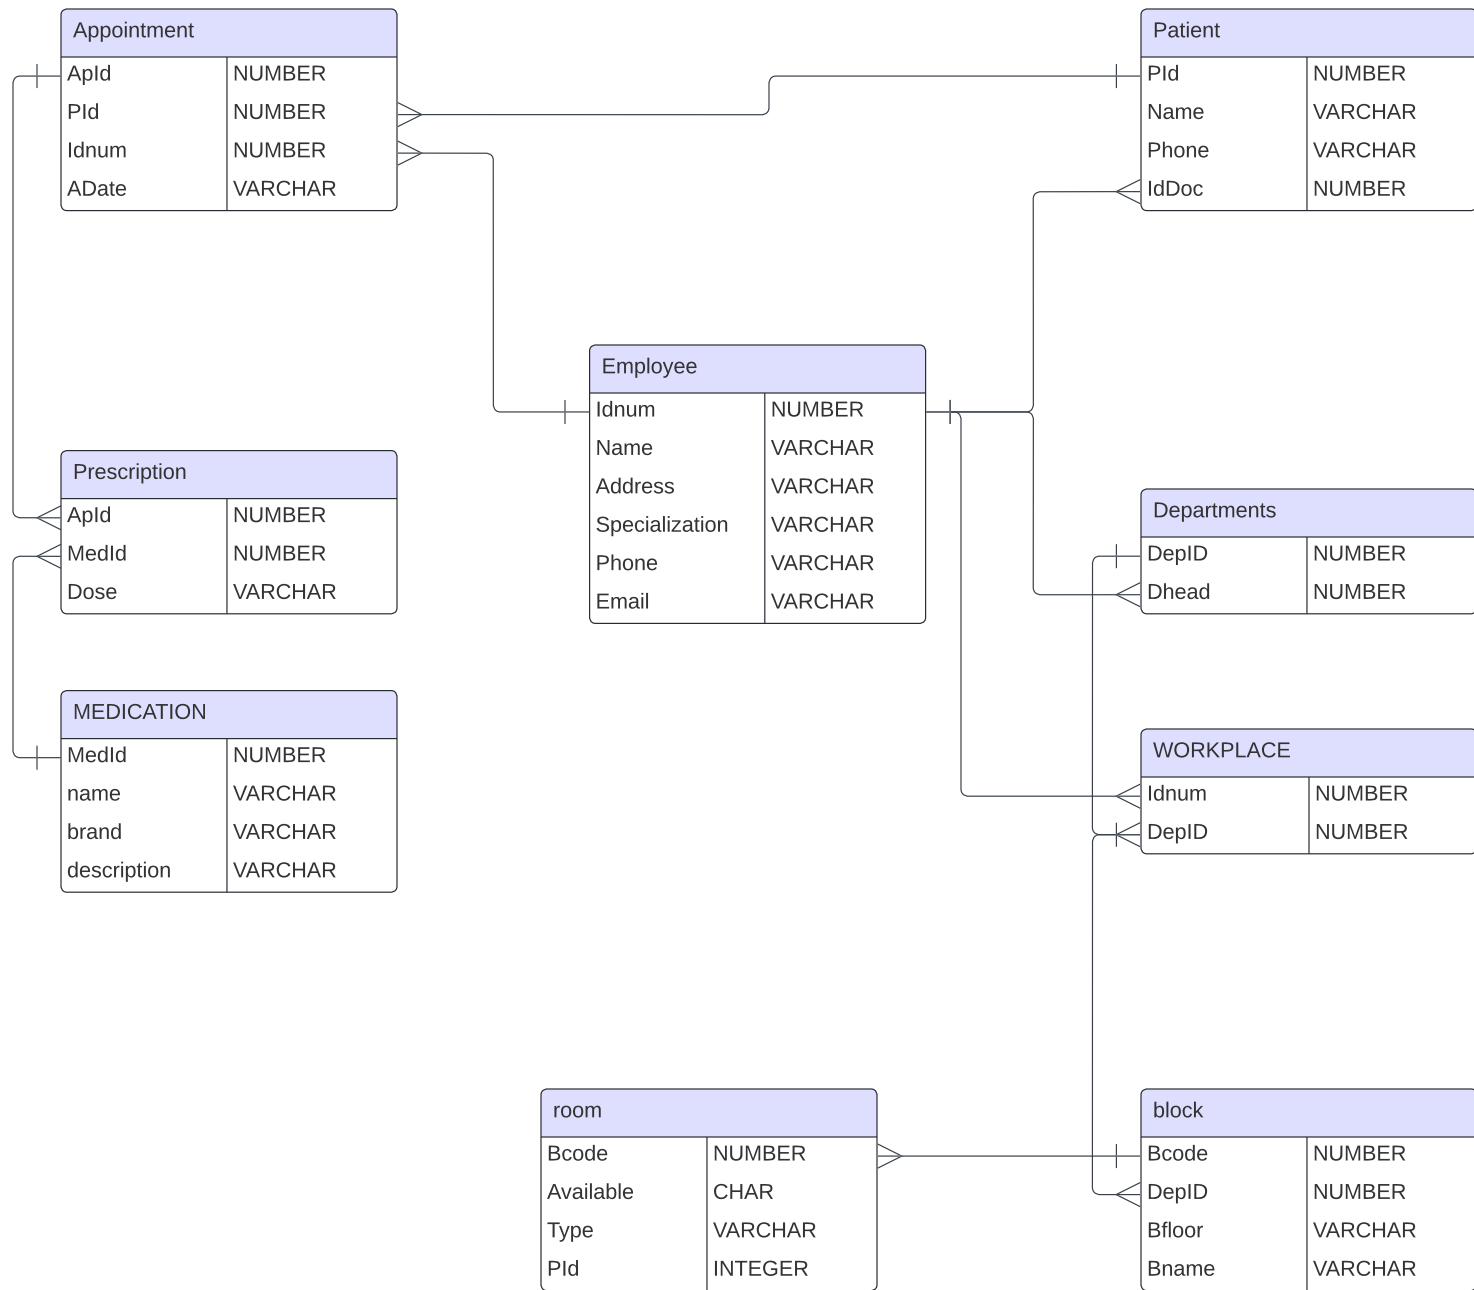 Appointment
ApId NUMBER
PId NUMBER
Idnum NUMBER
ADate VARCHAR
Patient
PId NUMBER
Name VARCHAR
Phone VARCHAR
IdDoc NUMBER
Employee
Idnum NUMBER
Name VARCHAR
Address VARCHAR
Specialization VARCHAR
Phone VARCHAR
Email VARCHAR
Prescription
ApId NUMBER
MedId NUMBER
Dose VARCHAR
Departments
DepID NUMBER
Dhead NUMBER
MEDICATION
MedId NUMBER
name VARCHAR
brand VARCHAR
description VARCHAR
WORKPLACE
Idnum NUMBER
DepID NUMBER
room
Bcode NUMBER
Available CHAR
Type VARCHAR
PId INTEGER
block
Bcode NUMBER
DepID NUMBER
Bfloor VARCHAR
Bname VARCHAR